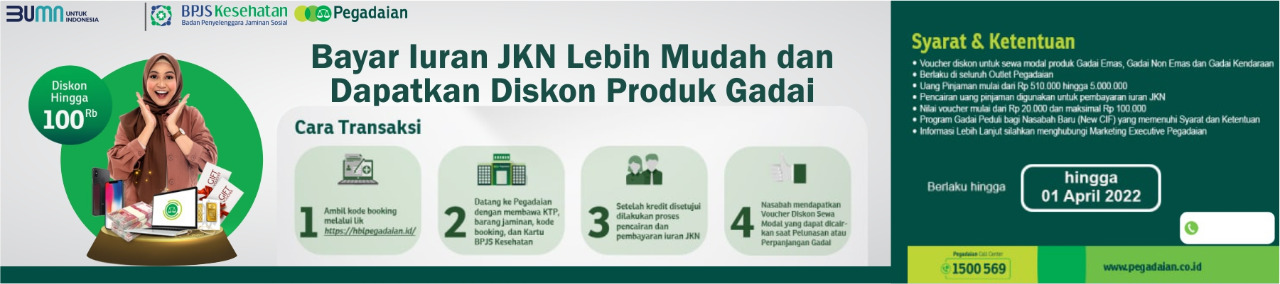 BUMN UNTUK
INDONESIA
BPJS Kesehatan
Badan Penyelenggara Jaminan Sosial
Pegadaian
Bayar Iuran JKN Lebih Mudah dan
Dapatkan Diskon Produk Gadai
Diskon
Hingga
100 Rb
GIFT
GIFT
Cara Transaksi
1
Ambil kode booking
melalui lik
https://hblpegadaian.id/
2
Datang ke Pegadaian
dengan membawa KTP,
barang jaminan, kode
booking, dan Kartu
BPJS Kesehatan
3
Setelah kredit disetujui
dilakukan proses
pencairan dan
pembayaran iuran JKN
4
Nasabah mendapatkan
Voucher Diskon Sewa
Modal yang dapat dicair-
kan saat Pelunasan atau
Perpanjangan Gadai
Syarat & Ketentuan
• Voucher diskon untuk sewa modal produk Gadai Emas, Gadai Non Emas dan Gadai Kendaraan
• Berlaku di seluruh Outlet Pegadaian
• Uang Pinjaman mulai dari Rp 510.000 hingga 5.000.000
• Pencairan uang pinjaman digunakan untuk pembayaran iuran JKN
• Nilai voucher mulai dari Rp 20.000 dan maksimal Rp 100.000
• Program Gadai Peduli bagi Nasabah Baru (New CIF) yang memenuhi Syarat dan Ketentuan
• Informasi Lebih Lanjut silahkan menghubungi Marketing Executive Pegadaian
Berlaku hingga
hingga
01 April 2022
Pegadaian Call Center
1500 569
www.pegadaian.co.id